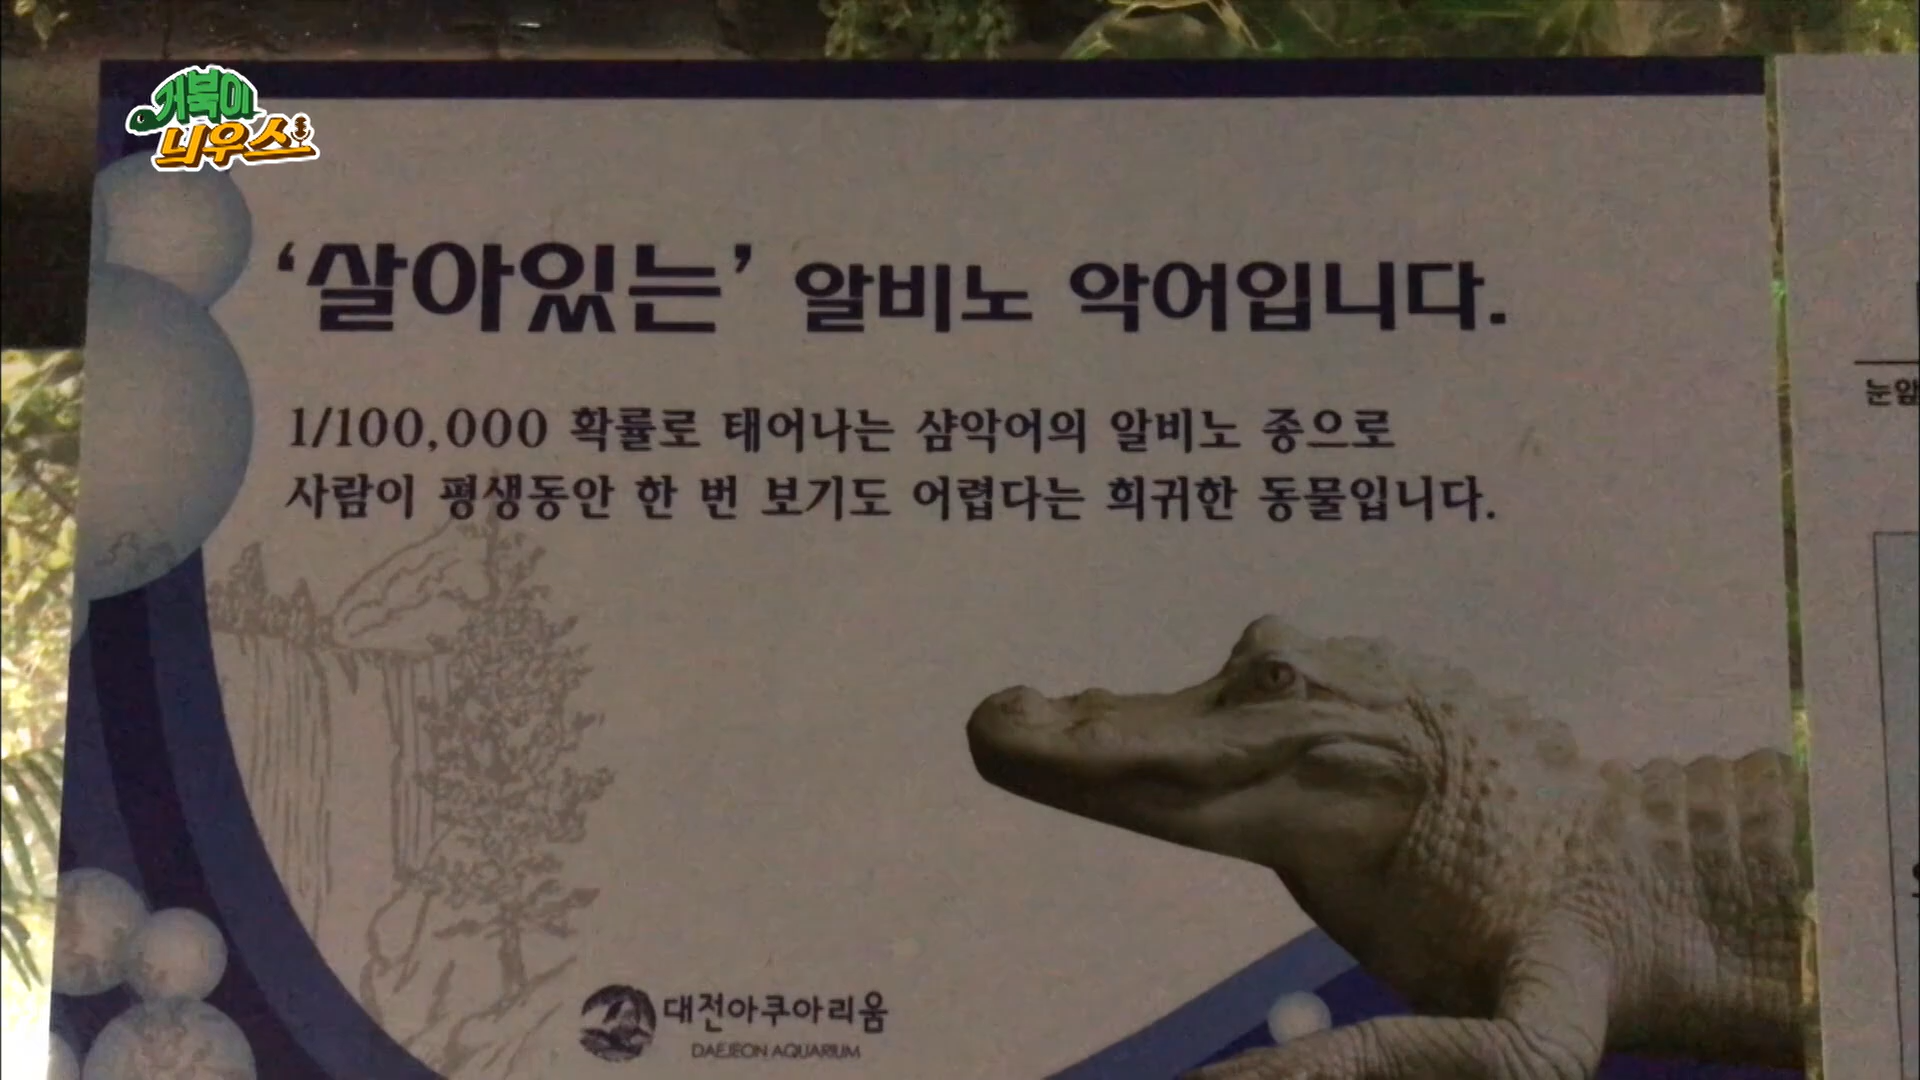 거북이
늬우스
'살아있는' 알비노 악어입니다.
1/100,000 확률로 태어나는 샴악어의 알비노 종으로
사람이 평생동안 한 번 보기도 어렵다는 희귀한 동물입니다.
대전아쿠아리움
DAEJEON AQUARIUM